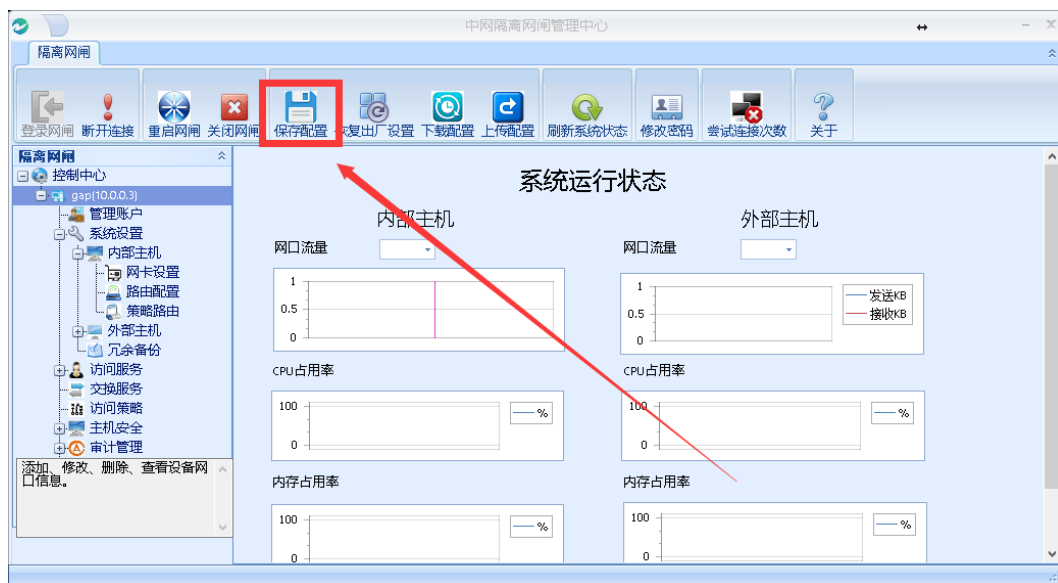 中网隔离网闸管理中心
隔离网闸
登录网闸 断开连接 重启网闸 关闭网闸 保存配置 恢复出厂设置 下载配置 上传配置 刷新系统状态 修改密码 尝试连接次数 关于
隔离网闸
控制中心
gap(10.0.0.3)
管理账户
系统设置
内部主机
网卡设置
路由配置
策略路由
外部主机
冗余备份
访问服务
交换服务
访问策略
主机安全
审计管理
添加、修改、删除、查看设备网
口信息。
系统运行状态
内部主机
网口流量
1
0.5
0
CPU占用率
100
0
%
内存占用率
100
0
%
外部主机
网口流量
1
0.5
0
发送KB
接收KB
CPU占用率
100
0
%
内存占用率
100
0
%